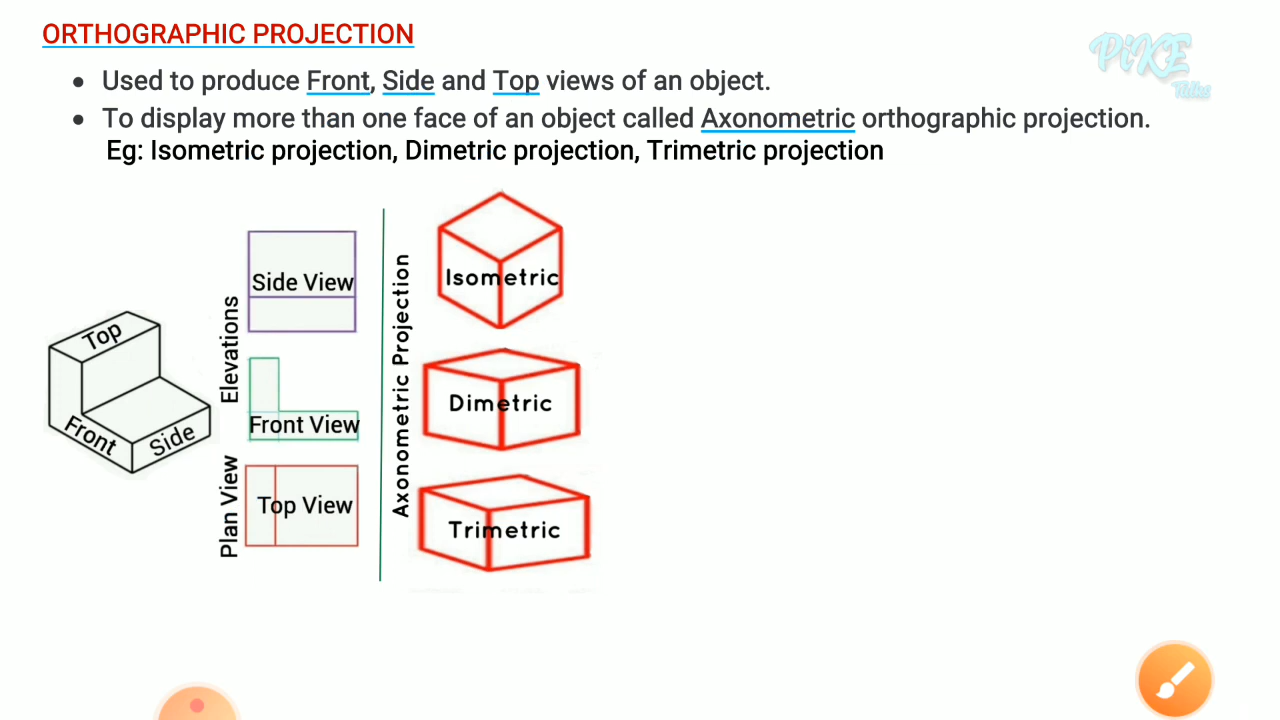 ORTHOGRAPHIC PROJECTION
PiKE
Tidks
• Used to produce Front, Side and Top views of an object.
• To display more than one face of an object called Axonometric orthographic projection.
Eg: Isometric projection, Dimetric projection, Trimetric projection
Top
Front
Side
Elevations
Plan View
Side View
Front View
Top View
Axonometric Projection
Isometric
Dimetric
Trimetric